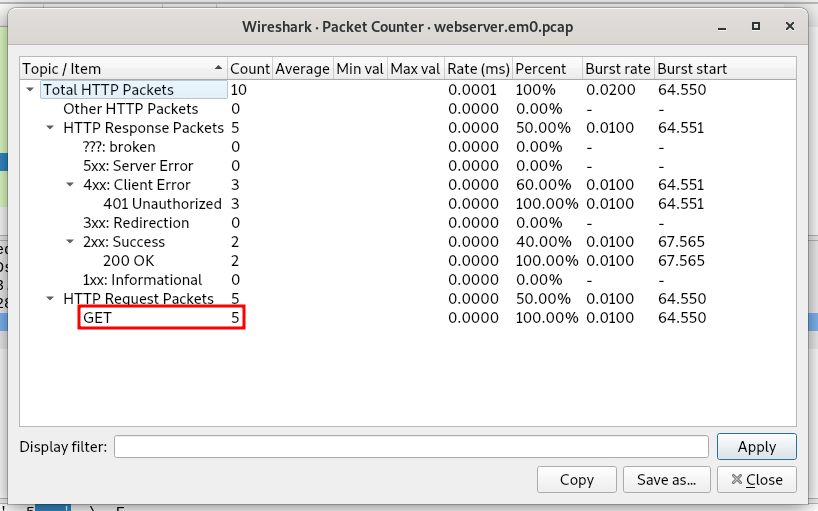 Wireshark · Packet Counter · webserver.em0.pcap
Topic / Item Count Average Min val Max val Rate (ms) Percent Burst rate Burst start
Total HTTP Packets 10 0.0001 100% 0.0200 64.550
Other HTTP Packets 0 0.0000 0.00% - -
HTTP Response Packets 5 0.0000 50.00% 0.0100 64.551
???: broken 0 0.0000 0.00% - -
5xx: Server Error 0 0.0000 0.00% - -
4xx: Client Error 3 0.0000 60.00% 0.0100 64.551
401 Unauthorized 3 0.0000 100.00% 0.0100 64.551
3xx: Redirection 0 0.0000 0.00% - -
2xx: Success 2 0.0000 40.00% 0.0100 67.565
200 OK 2 0.0000 100.00% 0.0100 67.565
1xx: Informational 0 0.0000 0.00% - -
HTTP Request Packets 5 0.0000 50.00% 0.0100 64.550
GET 5 0.0000 100.00% 0.0100 64.550
Display filter: Apply
Copy Save as... Close